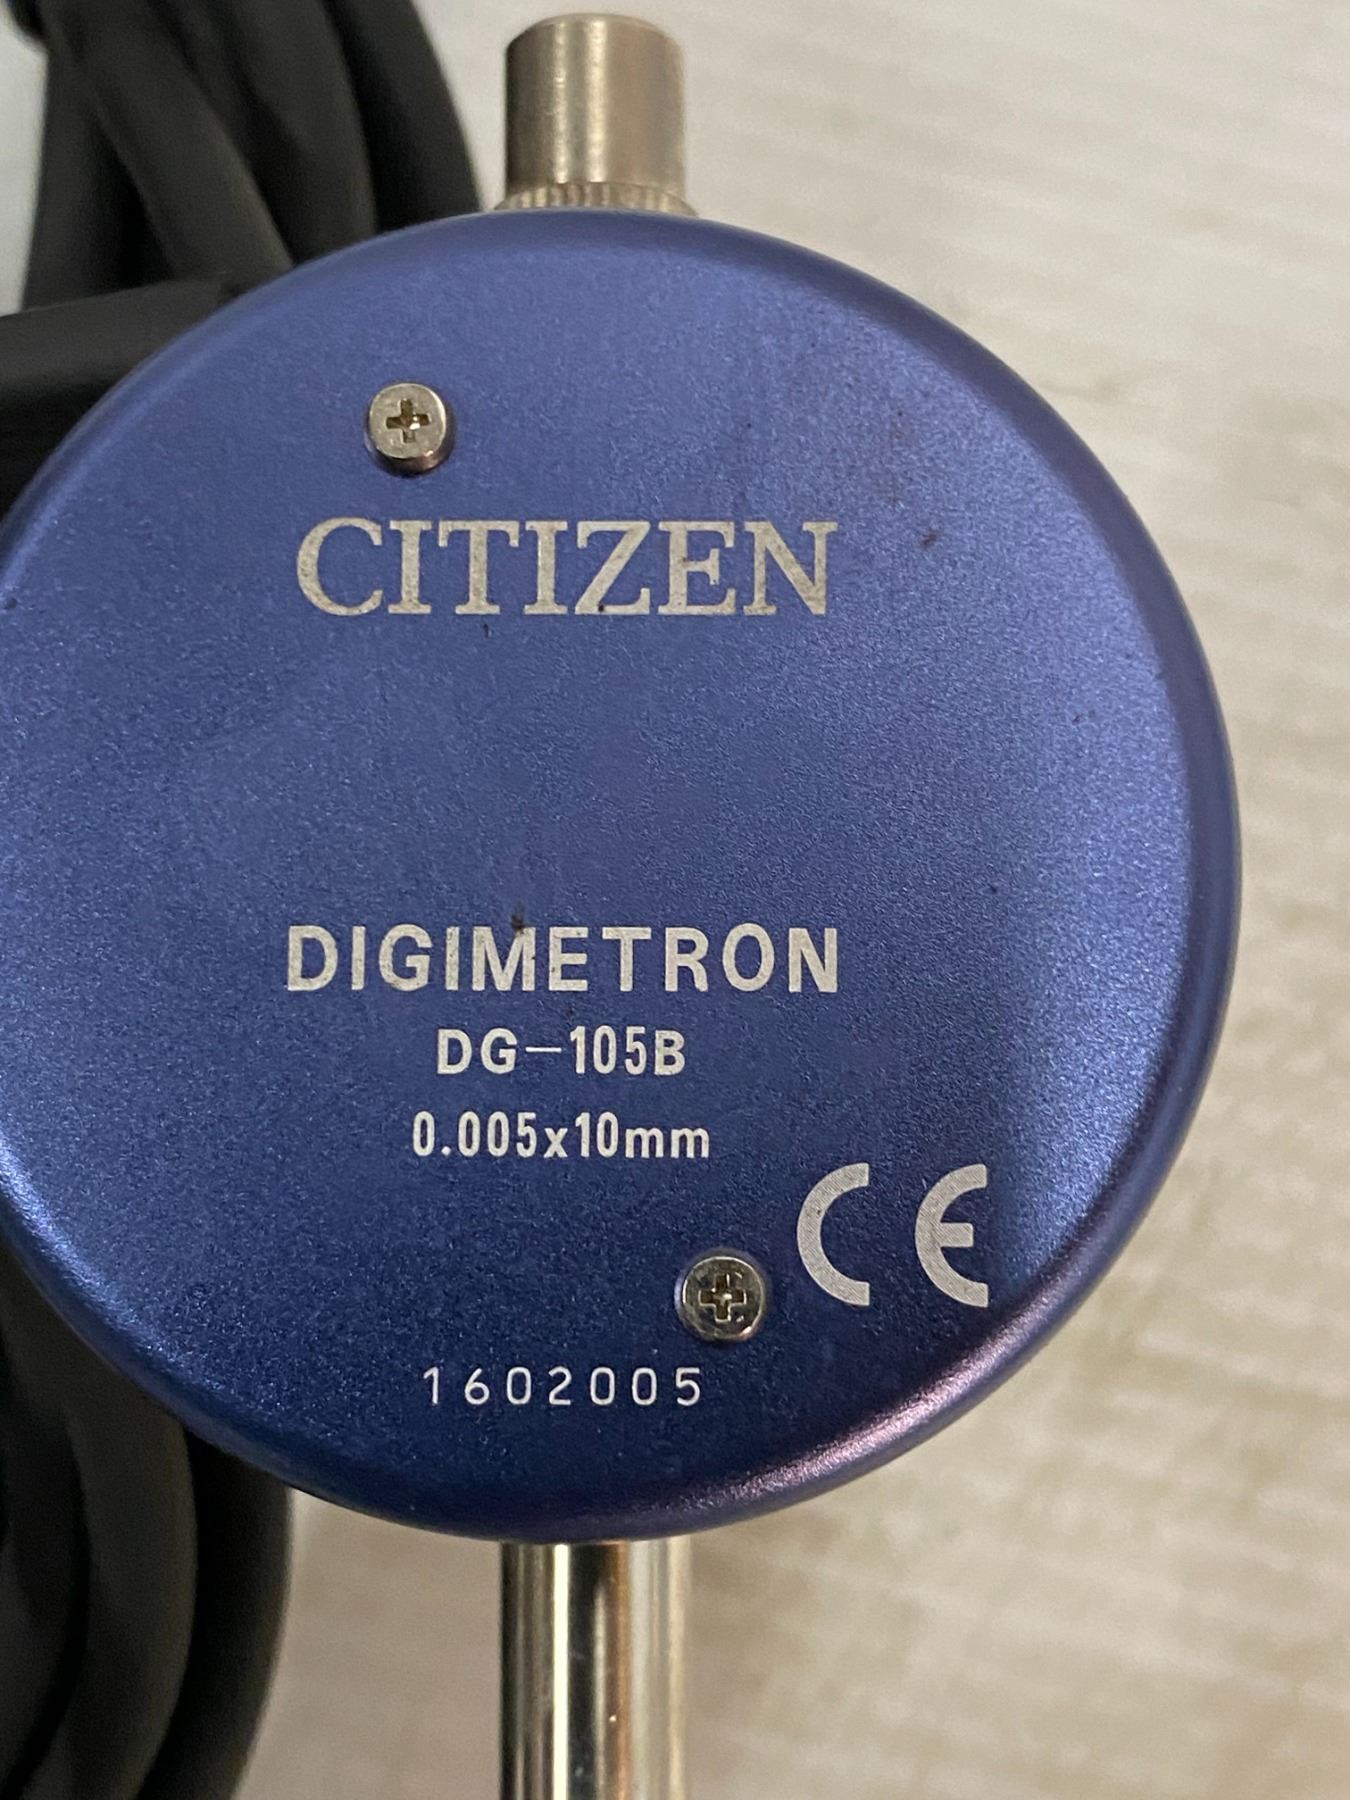 CITIZEN
DIGIMETRON
DG-105B
0.005x10mm
CE
1602005